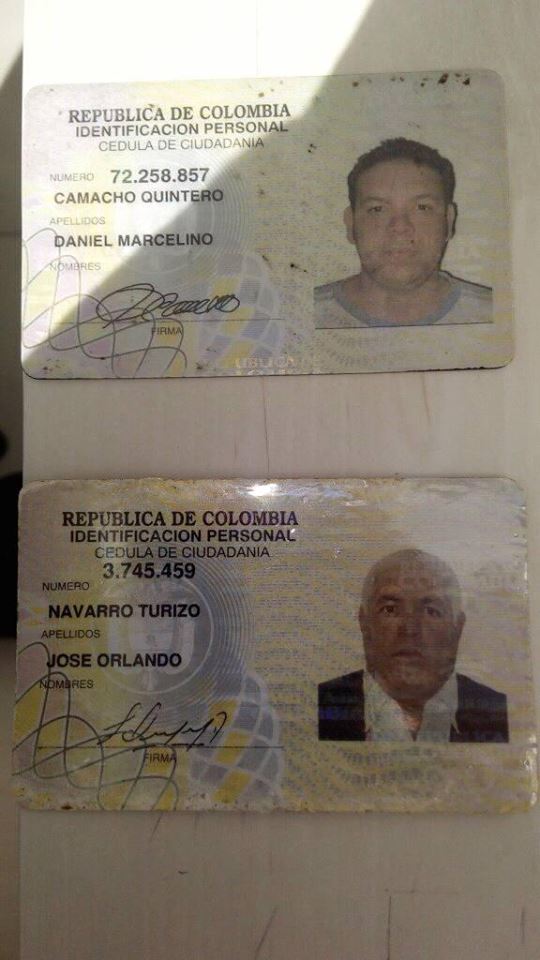 REPUBLICA DE COLOMBIA
IDENTIFICACION PERSONAL
CEDULA DE CIUDADANIA
NUMERO 72.258.857
CAMACHO QUINTERO
APELLIDOS
DANIEL MARCELINO
NOMBRES
FIRMA
REPUBLICA DE COLOMBIA
IDENTIFICACION PERSONAL
CEDULA DE CIUDADANIA
3.745.459
NUMERO
NAVARRO TURIZO
APELLIDOS
JOSE ORLANDO
NOMBRES
FIRMA